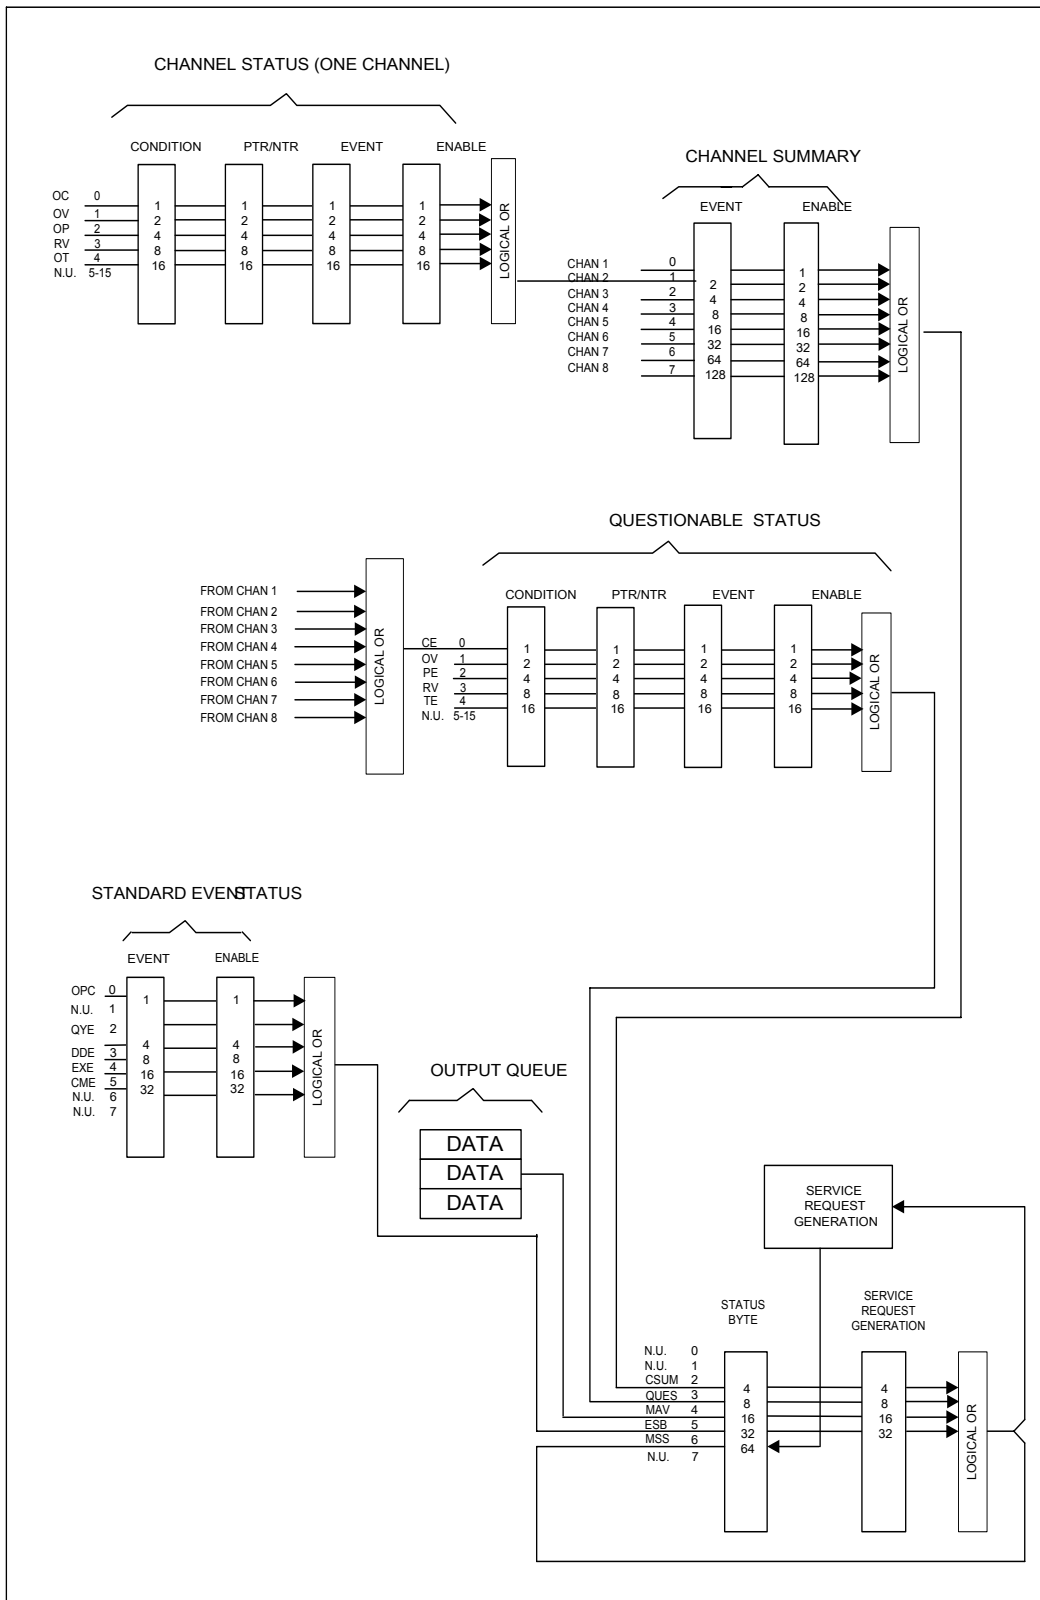 CHANNEL STATUS (ONE CHANNEL)
CONDITION PTR/NTR EVENT ENABLE
OC 0 1 1 1 1
OV 1 2 2 2 2
OP 2 4 4 4 4
RV 3 8 8 8 8
OT 4 16 16 16 16
N.U. 5-15
LOGICAL OR
CHANNEL SUMMARY
EVENT ENABLE
CHAN 1 0 1
CHAN 2 1 2 2
CHAN 3 2 4 4
CHAN 4 3 8 8
CHAN 5 4 16 16
CHAN 6 5 32 32
CHAN 7 6 64 64
CHAN 8 7 128 128
LOGICAL OR
QUESTIONABLE STATUS
FROM CHAN 1
FROM CHAN 2
FROM CHAN 3
FROM CHAN 4
FROM CHAN 5
FROM CHAN 6
FROM CHAN 7
FROM CHAN 8
LOGICAL OR
CONDITION PTR/NTR EVENT ENABLE
CE 0 1 1 1 1
OV 1 2 2 2 2
PE 2 4 4 4 4
RV 3 8 8 8 8
TE 4 16 16 16 16
N.U. 5-15
LOGICAL OR
STANDARD EVENT STATUS
EVENT ENABLE
OPC 0 1 1
N.U. 1
QYE 2 4 4
DDE 3 8 8
EXE 4 16 16
CME 5 32 32
N.U. 6
N.U. 7
LOGICAL OR
OUTPUT QUEUE
DATA
DATA
DATA
SERVICE
REQUEST
GENERATION
STATUS
BYTE
SERVICE
REQUEST
GENERATION
N.U. 0
N.U. 1
CSUM 2 4 4
QUES 3 8 8
MAV 4 16 16
ESB 5 32 32
MSS 6 64
N.U. 7
LOGICAL OR